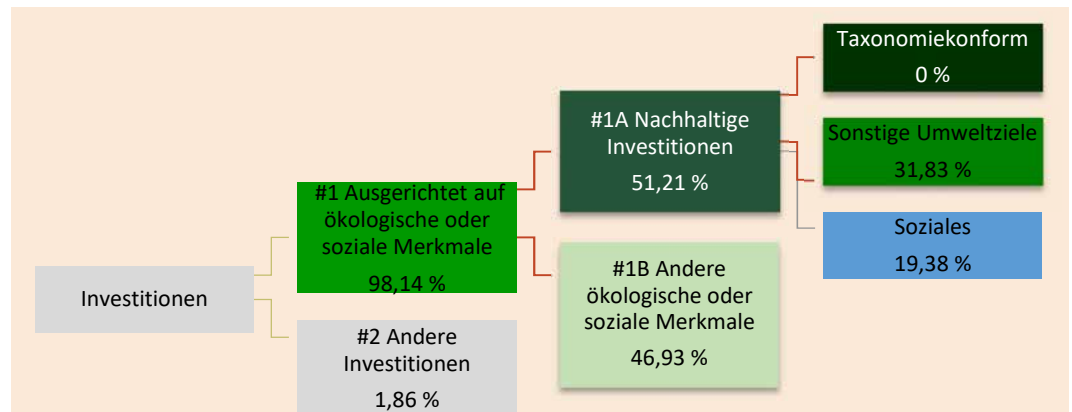 Investitionen
#1 Ausgerichtet auf
ökologische oder
soziale Merkmale
98,14 %
#2 Andere
Investitionen
1,86 %
#1A Nachhaltige
Investitionen
51,21 %
#1B Andere
ökologische oder
soziale Merkmale
46,93 %
Taxonomiekonform
0 %
Sonstige Umweltziele
31,83 %
Soziales
19,38 %